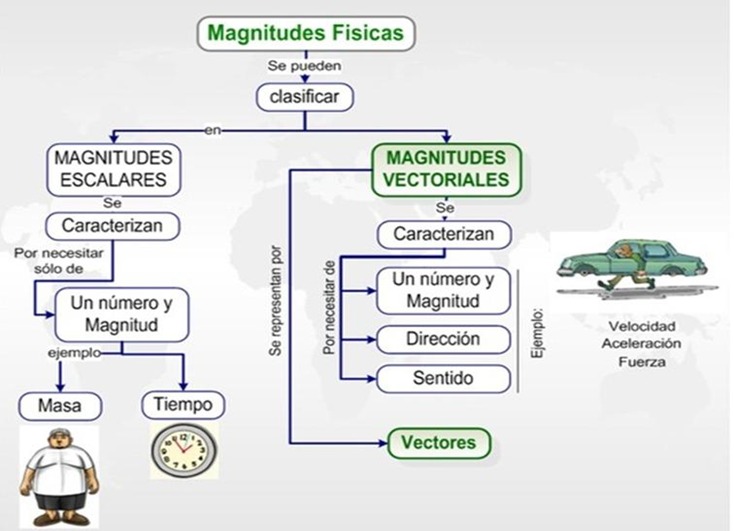 Magnitudes Fisicas
Se pueden
clasificar
en
MAGNITUDES
ESCALARES
Se
Caracterizan
Por necesitar
sólo de
Un número y
Magnitud
ejemplo
Masa
Tiempo
MAGNITUDES
VECTORIALES
Se
Caracterizan
Se representan por
Por necesitar de
Un número y
Magnitud
Dirección
Sentido
Ejemplo:
Velocidad
Aceleración
Fuerza
Vectores